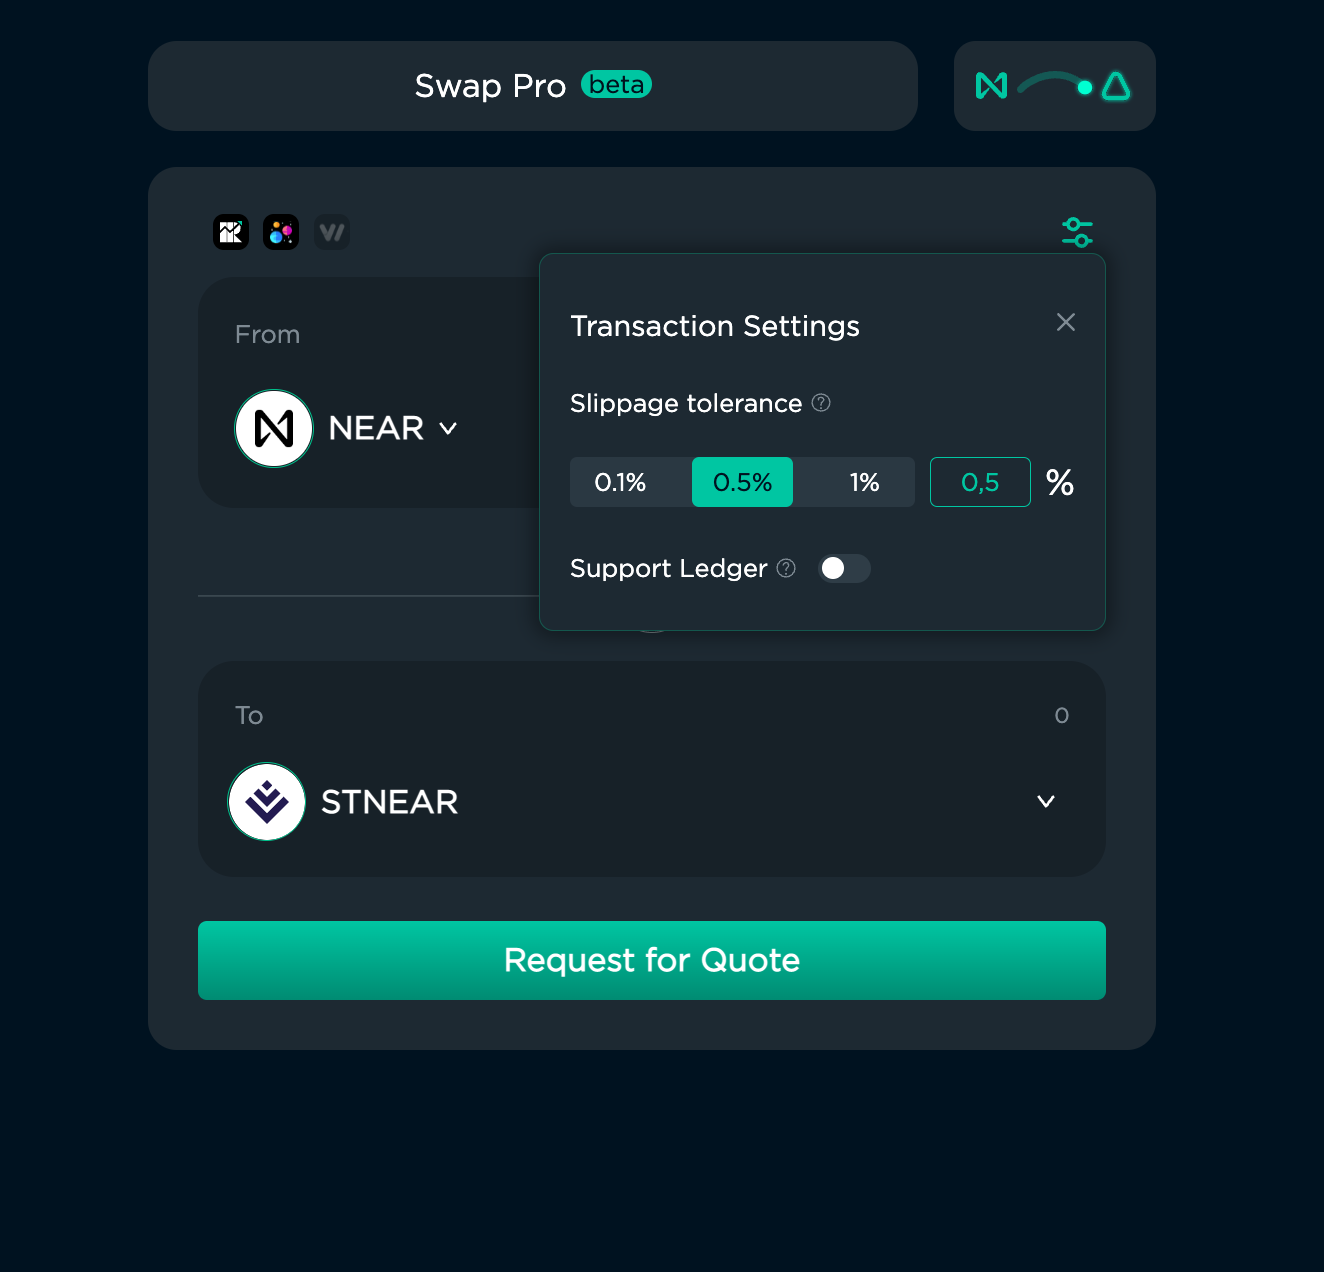 Swap Pro beta
From
NEAR
Transaction Settings
Slippage tolerance ?
0.1% 0.5% 1% 0,5 %
Support Ledger ?
To 0
STNEAR
Request for Quote